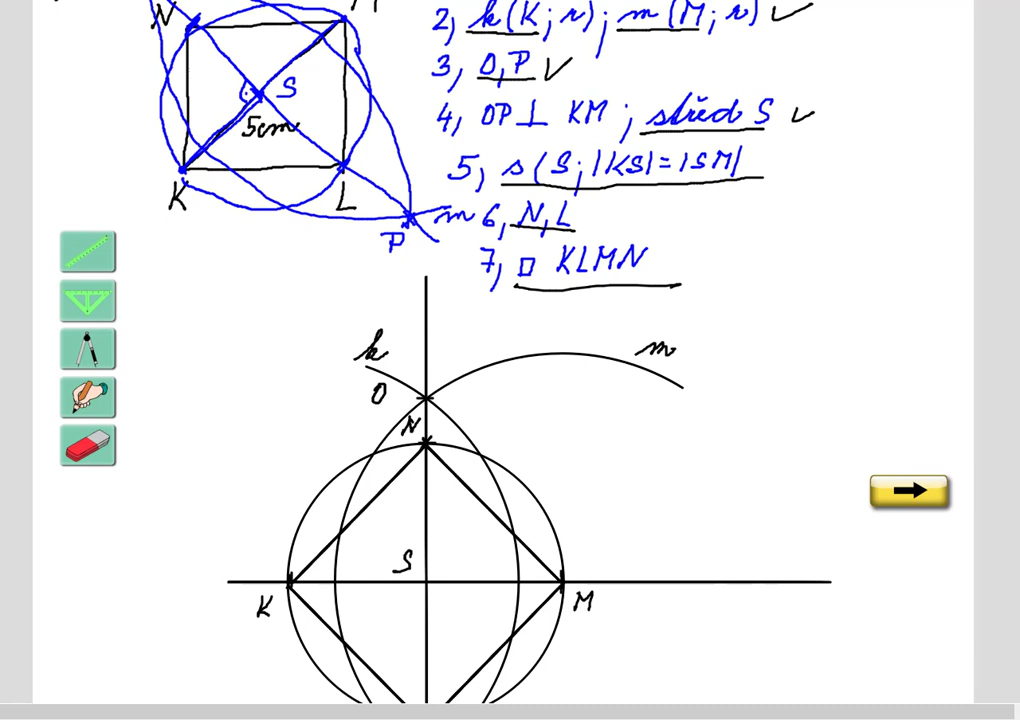 N M
2, k(K; r); m(M; r) ✓
3, O,P ✓
S
4, OP⊥ KM ; střed S ✓
5cm
5, s(S; |KS|=|SM|
K L
m 6, N,L
P
7, □ KLMN
k m
O
N
S
K M